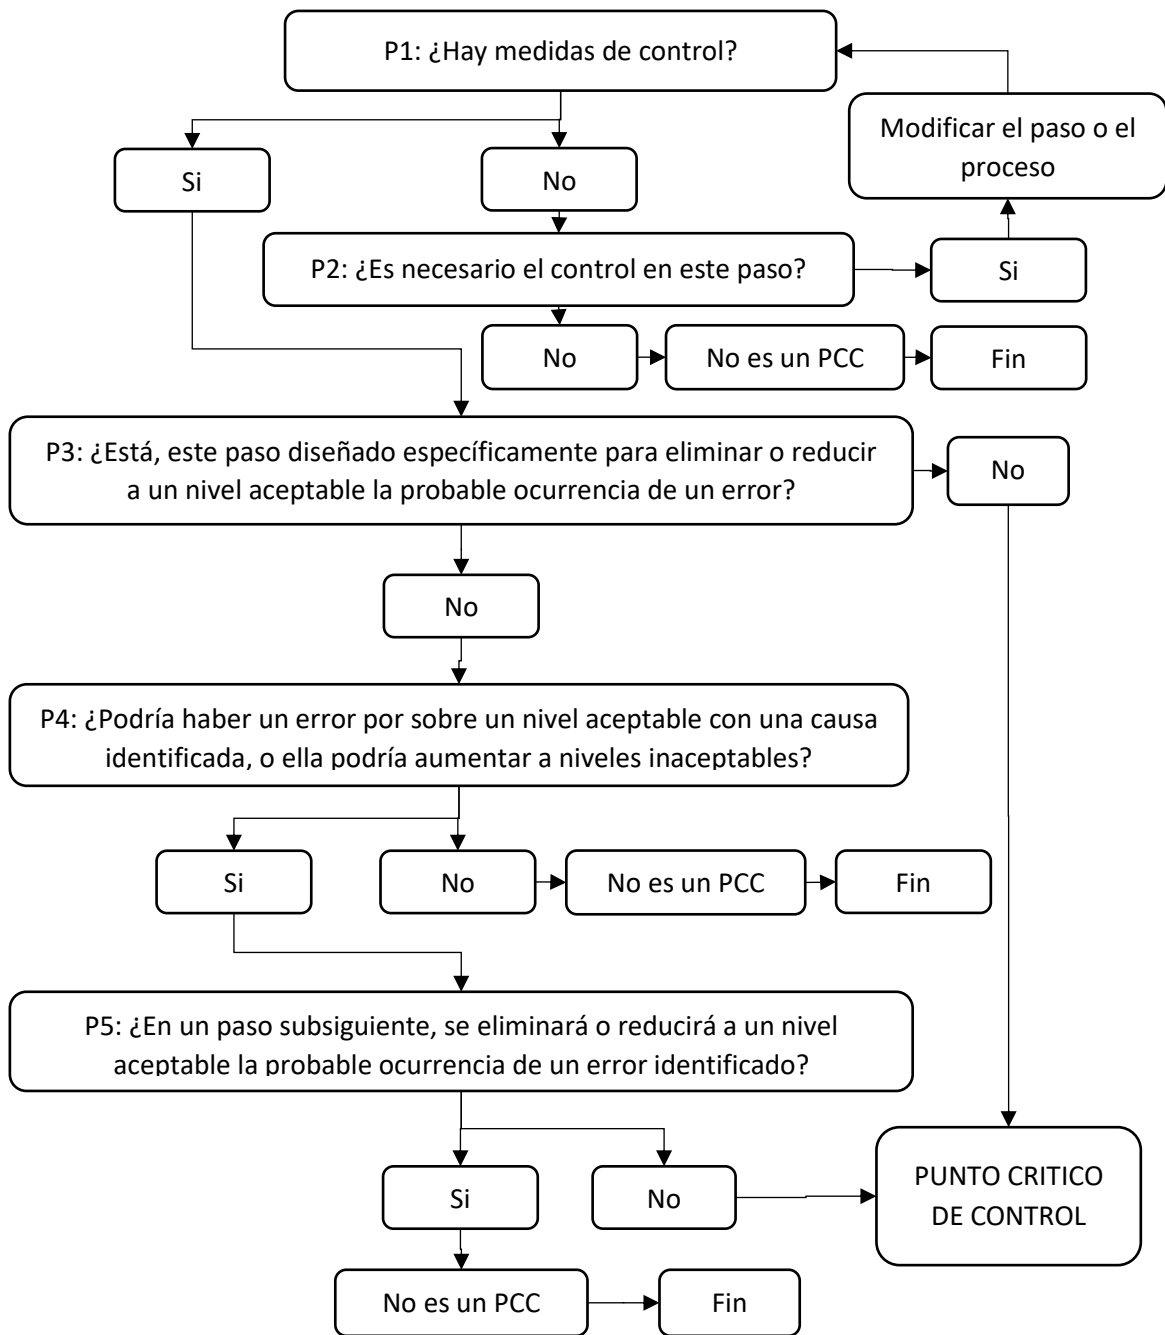 P1: ¿Hay medidas de control?
Modificar el paso o el
proceso
Si
No
P2: ¿Es necesario el control en este paso?
Si
No
No es un PCC
Fin
P3: ¿Está, este paso diseñado específicamente para eliminar o reducir
a un nivel aceptable la probable ocurrencia de un error?
No
No
P4: ¿Podría haber un error por sobre un nivel aceptable con una causa
identificada, o ella podría aumentar a niveles inaceptables?
Si
No
No es un PCC
Fin
P5: ¿En un paso subsiguiente, se eliminará o reducirá a un nivel
aceptable la probable ocurrencia de un error identificado?
Si
No
PUNTO CRITICO
DE CONTROL
No es un PCC
Fin